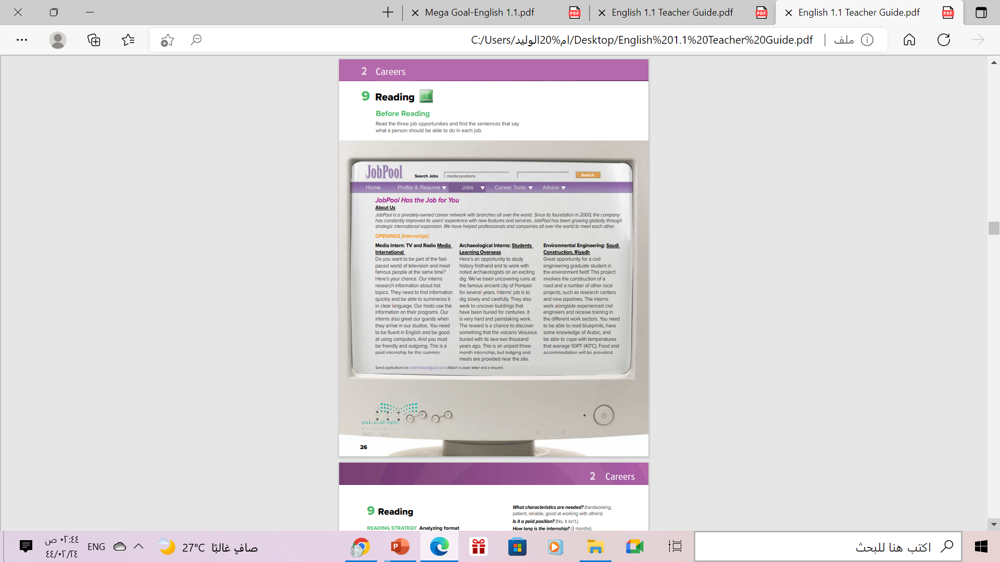 Mega Goal-English 1.1.pdf
English 1.1 Teacher Guide.pdf
English 1.1 Teacher Guide.pdf
C:/Users/ام%20الوليد/Desktop/English%201.1%20Teacher%20Guide.pdf
ملف
2 Careers
9 Reading
Before Reading
Read the three job opportunities and find the sentences that say
what a person should be able to do in each job.
JobPool
Search Jobs
media positions
Search
Home
Profile & Resume
Jobs
Career Tools
Advice
JobPool Has the Job for You
About Us:
JobPool is a privately-owned career network with branches all over the world. Since its foundation in 2000, the company
has constantly improved its users' experience with new features and services. JobPool has been growing globally through
strategic international expansion. We have helped professionals and companies all over the world to meet each other.
OPENINGS [Internships]
Media Intern: TV and Radio Media
International
Do you want to be part of the fast-
paced world of television and meet
famous people at the same time?
Here's your chance. Our interns
research information about hot
topics. They need to find information
quickly and be able to summarize it
in clear language. Our hosts use the
information on their programs. Our
interns also greet our guests when
they arrive in our studios. You need
to be fluent in English and be good
at using computers. And you must
be friendly and outgoing. This is a
paid internship for the summer.
Archaeological Interns: Students
Learning Overseas
Here's an opportunity to study
history firsthand and to work with
noted archaeologists on an exciting
dig. We've been uncovering ruins at
the famous ancient city of Pompeii
for several years. Interns' job is to
dig slowly and carefully. They also
work to uncover buildings that
have been buried for centuries. It
is very hard and painstaking work.
The reward is a chance to discover
something that the volcano Vesuvius
buried with its lava two thousand
years ago. This is an unpaid three-
month internship, but lodging and
meals are provided near the site.
Environmental Engineering: Saudi
Construction, Riyadh
Great opportunity for a civil
engineering graduate student in
the environment field! This project
involves the construction of a
road and a number of other local
projects, such as research centers
and new pipelines. The interns
work alongside experienced civil
engineers and receive training in
the different work sectors. You need
to be able to read blueprints, have
some knowledge of Arabic, and
be able to cope with temperatures
that average 104°F (40°C). Food and
accommodation will be provided.
Send applications to: internships@jpool.com Attach a cover letter and a résumé.
وزارة التعليم
Ministry of Education
2022 - 1444
26
2 Careers
9 Reading
READING STRATEGY Analyzing format
What characteristics are needed? (hardworking,
patient, reliable, good at working with others)
Is it a paid position? (No, it isn't.)
How long is the internship? (3 months)
٠٢:٤٤ ص
٤٤/٠٢/٢٤
ENG
27°C صافٍ غالبًا
اكتب هنا للبحث